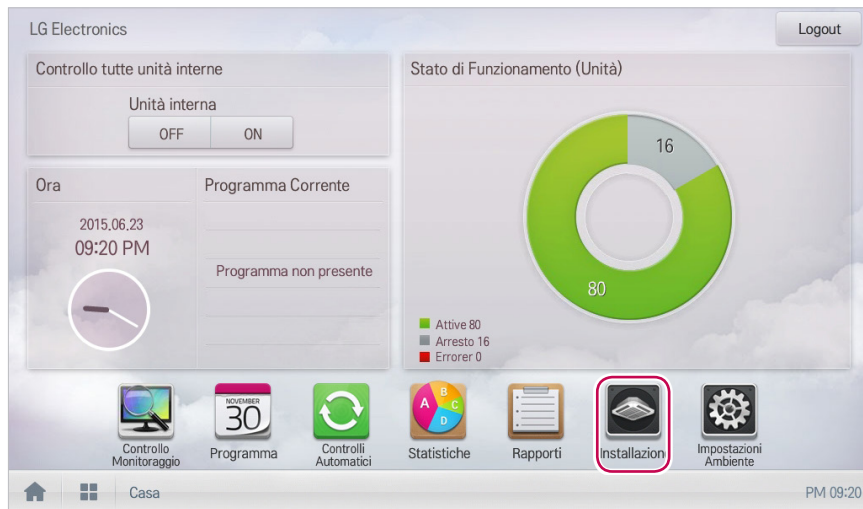 LG Electronics
Logout
Controllo tutte unità interne
Unità interna
OFF ON
Stato di Funzionamento (Unità)
16
80
Attive 80
Arresto 16
Errorer 0
Ora
2015.06.23
09:20 PM
Programma Corrente
Programma non presente
Controllo
Monitoraggio
NOVEMBER
30
Programma
Controlli
Automatici
A B C D
Statistiche
Rapporti
Installazione
Impostazioni
Ambiente
Casa
PM 09:20